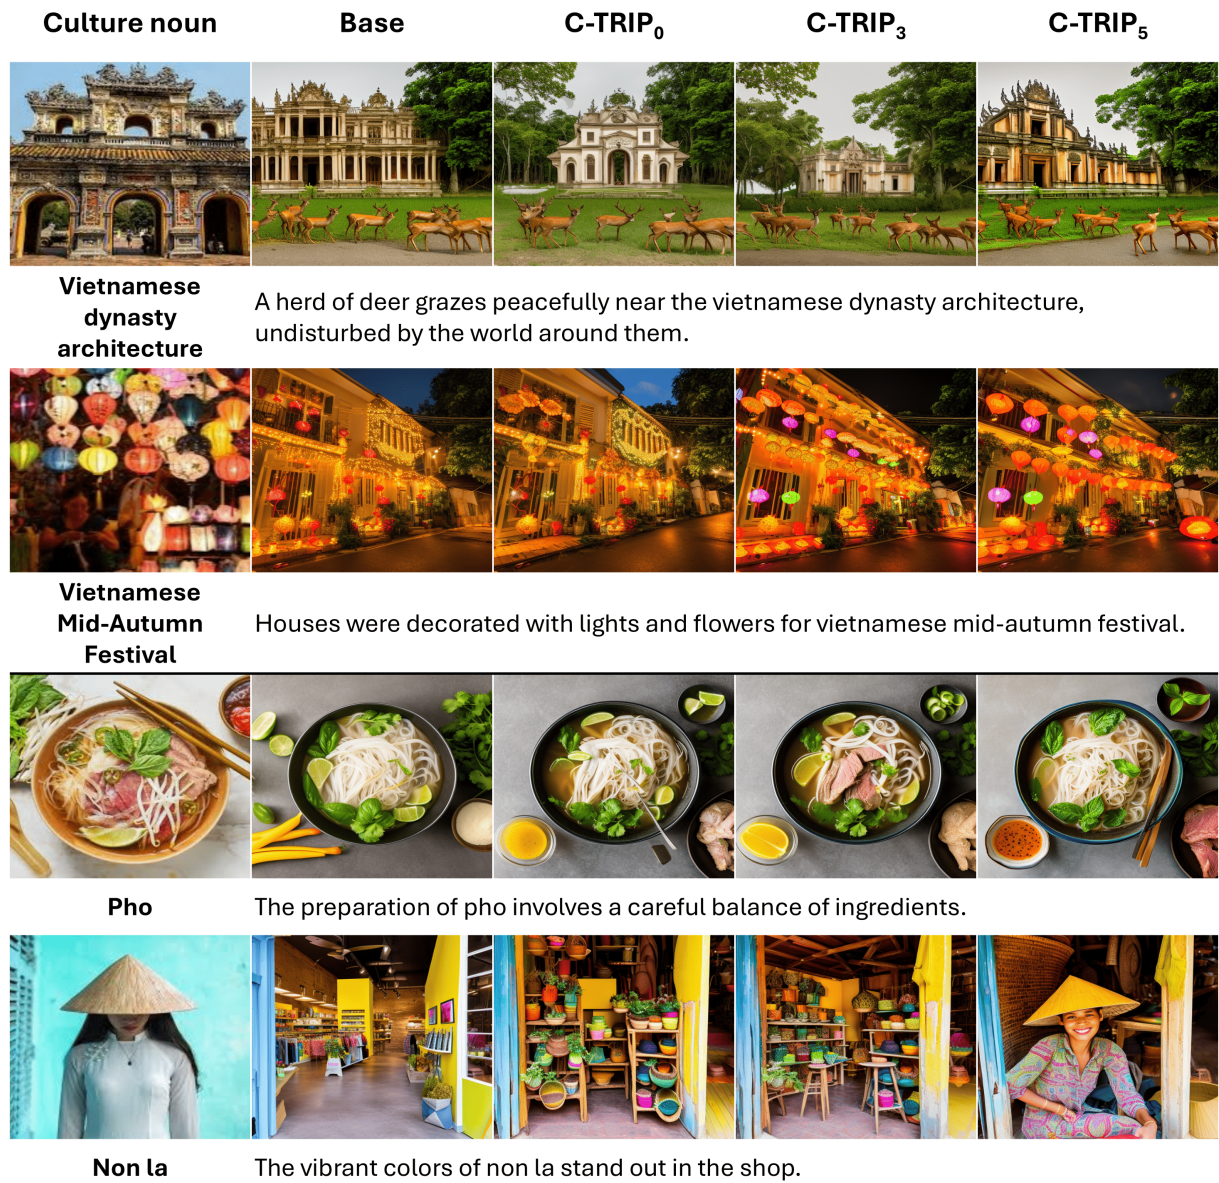 Culture noun Base C-TRIP₀ C-TRIP₃ C-TRIP₅
Vietnamese
dynasty
architecture
A herd of deer grazes peacefully near the vietnamese dynasty architecture,
undisturbed by the world around them.
Vietnamese
Mid-Autumn
Festival
Houses were decorated with lights and flowers for vietnamese mid-autumn festival.
Pho
The preparation of pho involves a careful balance of ingredients.
Non la
The vibrant colors of non la stand out in the shop.